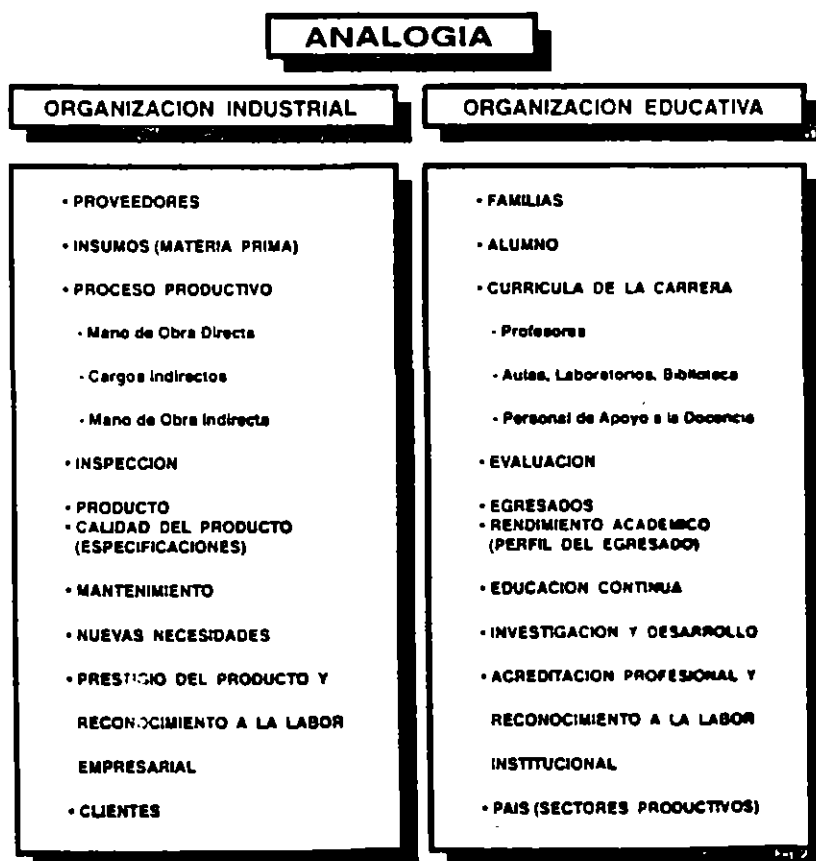 ANALOGIA
ORGANIZACION INDUSTRIAL
• PROVEEDORES
• INSUMOS (MATERIA PRIMA)
• PROCESO PRODUCTIVO
- Mano de Obra Directa
- Cargos Indirectos
- Mano de Obra Indirecta
• INSPECCION
• PRODUCTO
• CALIDAD DEL PRODUCTO
(ESPECIFICACIONES)
• MANTENIMIENTO
• NUEVAS NECESIDADES
• PRESTIGIO DEL PRODUCTO Y
RECONOCIMIENTO A LA LABOR
EMPRESARIAL
• CLIENTES
ORGANIZACION EDUCATIVA
• FAMILIAS
• ALUMNO
• CURRICULA DE LA CARRERA
- Profesores
- Aulas, Laboratorios, Biblioteca
- Personal de Apoyo a la Docencia
• EVALUACION
• EGRESADOS
• RENDIMIENTO ACADEMICO
(PERFIL DEL EGRESADO)
• EDUCACION CONTINUA
• INVESTIGACION Y DESARROLLO
• ACREDITACION PROFESIONAL Y
RECONOCIMIENTO A LA LABOR
INSTITUCIONAL
• PAIS (SECTORES PRODUCTIVOS)